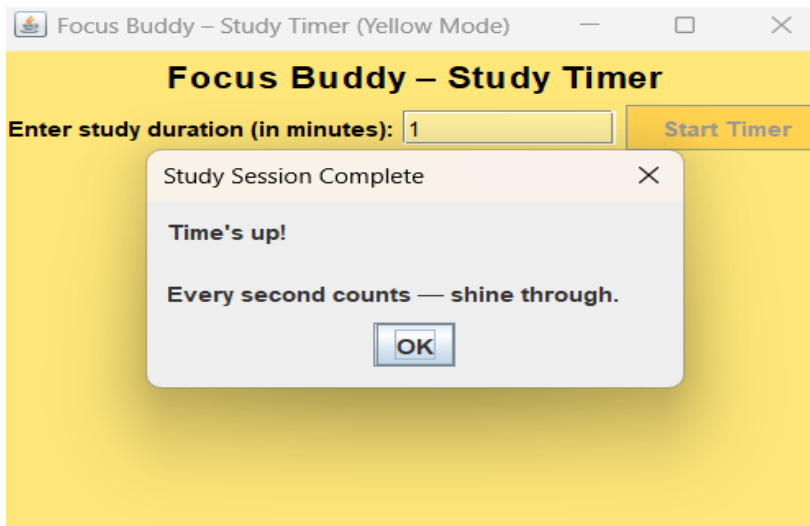 Focus Buddy – Study Timer (Yellow Mode)
Focus Buddy – Study Timer
Enter study duration (in minutes): 1 Start Timer
Study Session Complete
Time's up!
Every second counts — shine through.
OK